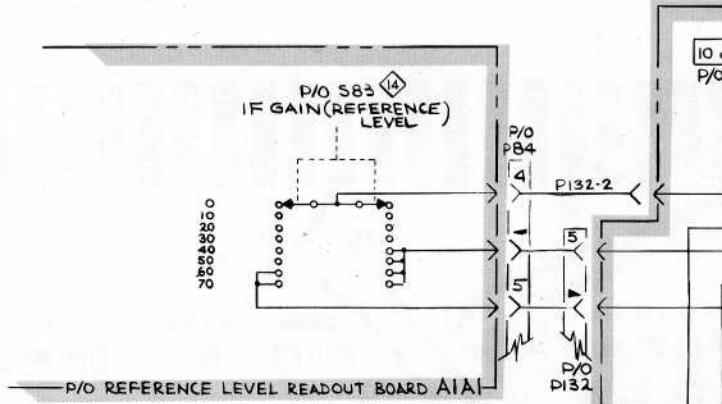 10
P/O
P/O S83 14
IF GAIN (REFERENCE)
LEVEL
P/O
P84
4
P132-2
0
10
20
30
40
50
60
70
5
5
P/O
P132
P/O REFERENCE LEVEL READOUT BOARD A1A1